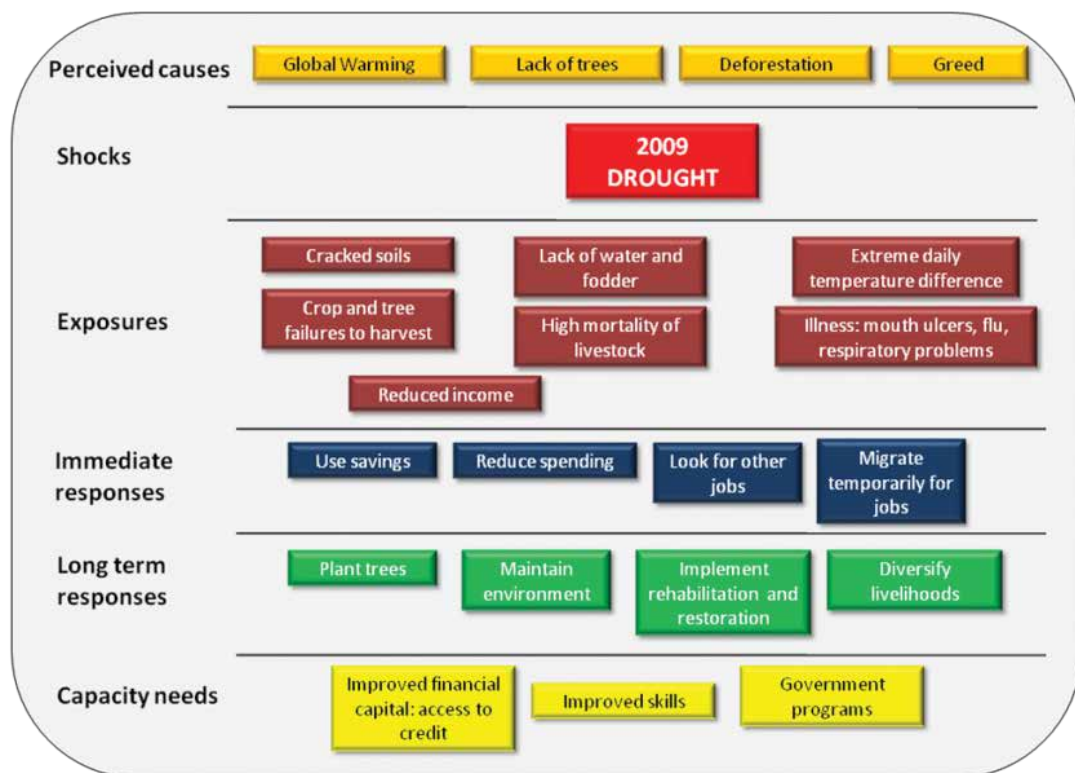 Perceived causes
Global Warming
Lack of trees
Deforestation
Greed
Shocks
2009
DROUGHT
Exposures
Cracked soils
Lack of water and
fodder
Extreme daily
temperature difference
Crop and tree
failures to harvest
High mortality of
livestock
Illness: mouth ulcers, flu,
respiratory problems
Reduced income
Immediate
responses
Use savings
Reduce spending
Look for other
jobs
Migrate
temporarily for
jobs
Long term
responses
Plant trees
Maintain
environment
Implement
rehabilitation and
restoration
Diversify
livelihoods
Capacity needs
Improved financial
capital: access to
credit
Improved skills
Government
programs